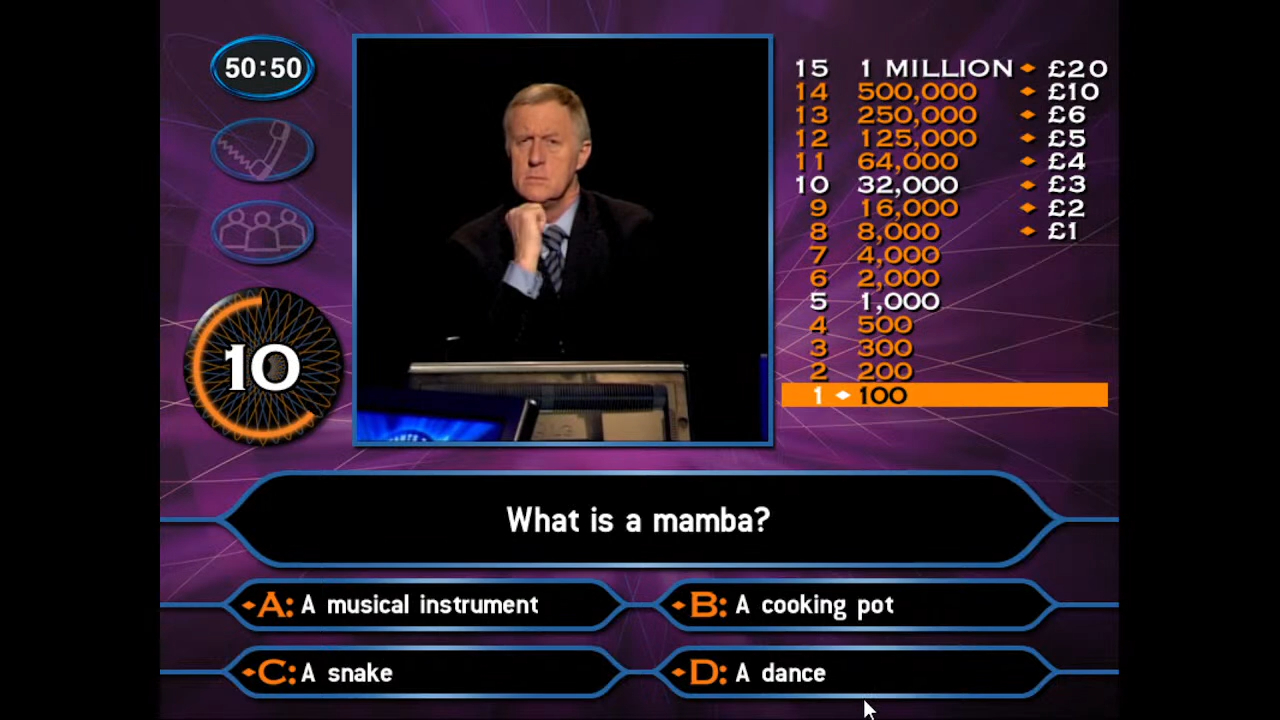 50:50
10
15 1 MILLION £20
14 500,000 £10
13 250,000 £6
12 125,000 £5
11 64,000 £4
10 32,000 £3
9 16,000 £2
8 8,000 £1
7 4,000
6 2,000
5 1,000
4 500
3 300
2 200
1 100
What is a mamba?
A: A musical instrument
B: A cooking pot
C: A snake
D: A dance